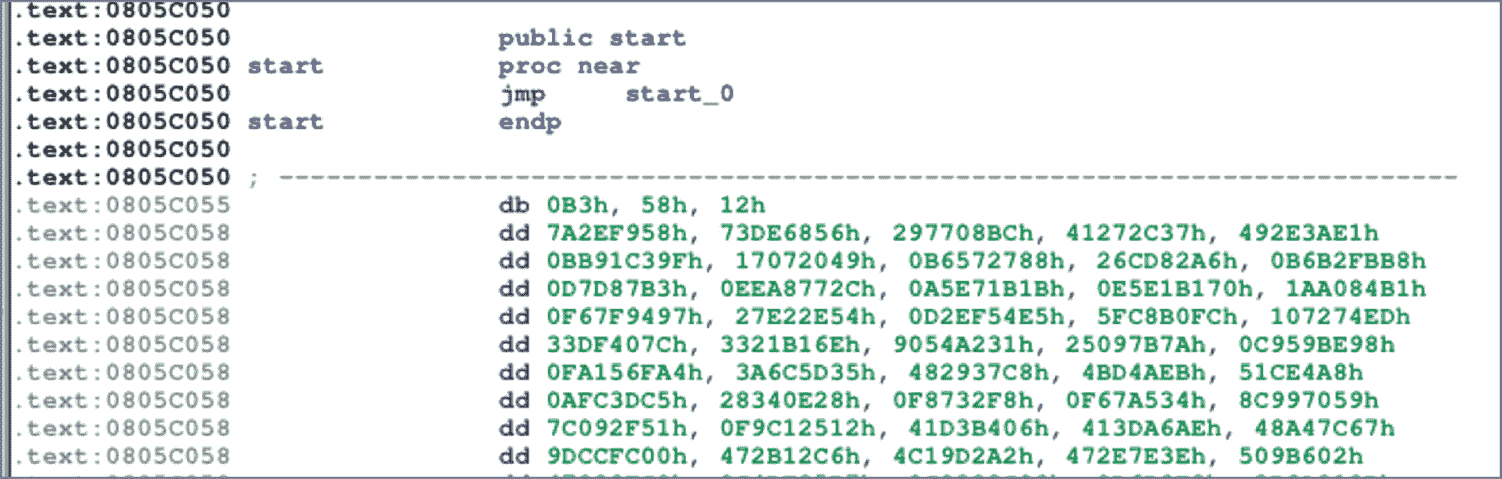 .text:0805C050
.text:0805C050 public start
.text:0805C050 start proc near
.text:0805C050 jmp start_0
.text:0805C050 start endp
.text:0805C050
.text:0805C050 ; ---------------------------------------------------------------------------
.text:0805C055 db 0B3h, 58h, 12h
.text:0805C058 dd 7A2EF958h, 73DE6856h, 297708BCh, 41272C37h, 492E3AE1h
.text:0805C058 dd 0BB91C39Fh, 17072049h, 0B6572788h, 26CD82A6h, 0B6B2FBB8h
.text:0805C058 dd 0D7D87B3h, 0EEA8772Ch, 0A5E71B1Bh, 0E5E1B170h, 1AA084B1h
.text:0805C058 dd 0F67F9497h, 27E22E54h, 0D2EF54E5h, 5FC8B0FCh, 107274EDh
.text:0805C058 dd 33DF407Ch, 3321B16Eh, 9054A231h, 25097B7Ah, 0C959BE98h
.text:0805C058 dd 0FA156FA4h, 3A6C5D35h, 482937C8h, 4BD4AEBh, 51CE4A8h
.text:0805C058 dd 0AFC3DC5h, 28340E28h, 0F8732F8h, 0F67A534h, 8C997059h
.text:0805C058 dd 7C092F51h, 0F9C12512h, 41D3B406h, 413DA6AEh, 48A47C67h
.text:0805C058 dd 9DCCFC00h, 472B12C6h, 4C19D2A2h, 472E7E3Eh, 509B602h